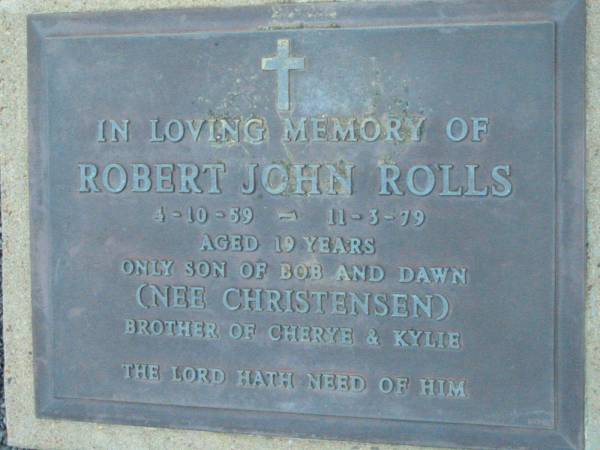 IN LOVING MEMORY OF
ROBERT JOHN ROLLS
4-10-59 — 11-3-79
AGED 19 YEARS
ONLY SON OF BOB AND DAWN
(NEE CHRISTENSEN)
BROTHER OF CHERYE & KYLIE
THE LORD HATH NEED OF HIM